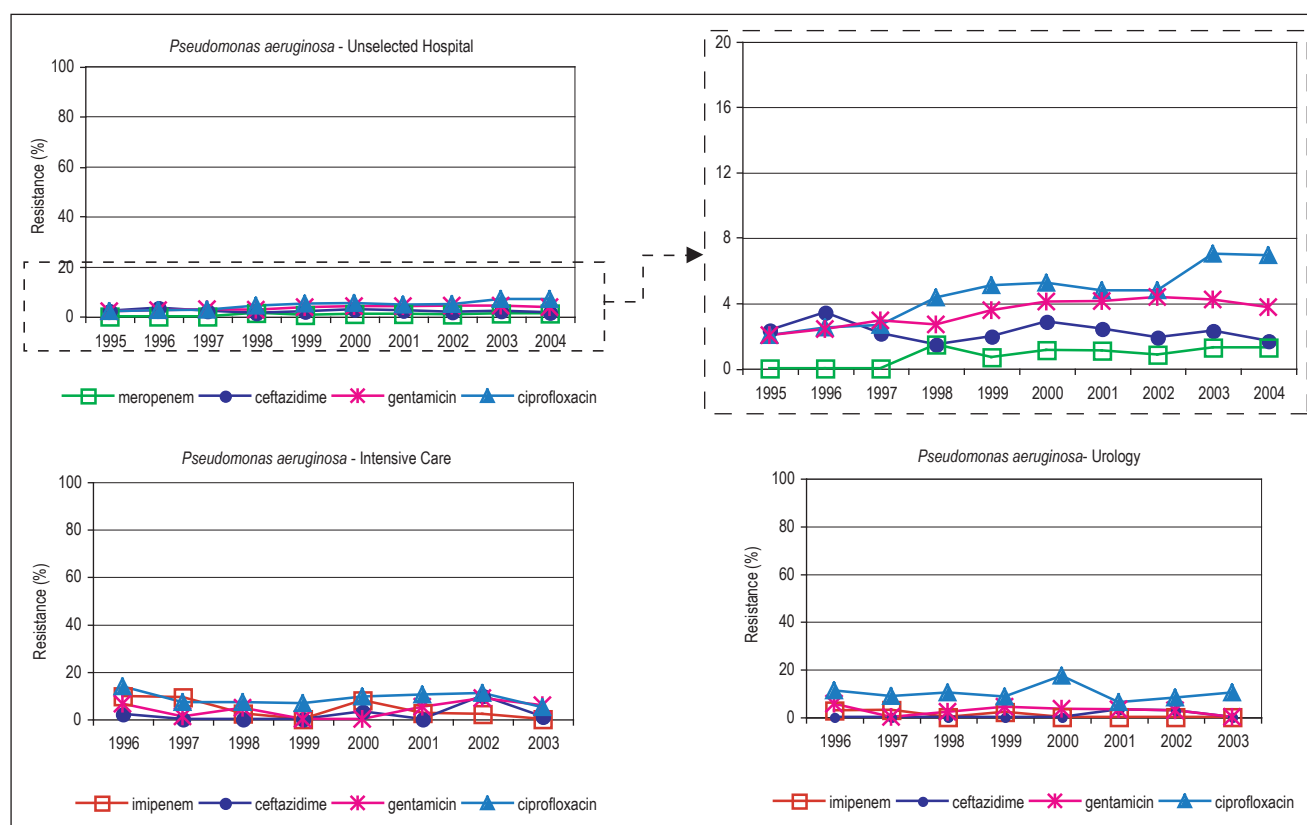 Pseudomonas aeruginosa - Unselected Hospital
Resistance (%)
100
80
60
40
20
0
1995 1996 1997 1998 1999 2000 2001 2002 2003 2004
meropenem ceftazidime gentamicin ciprofloxacin
20
16
12
8
4
0
1995 1996 1997 1998 1999 2000 2001 2002 2003 2004
Pseudomonas aeruginosa - Intensive Care
Resistance (%)
100
80
60
40
20
0
1996 1997 1998 1999 2000 2001 2002 2003
imipenem ceftazidime gentamicin ciprofloxacin
Pseudomonas aeruginosa- Urology
Resistance (%)
100
80
60
40
20
0
1996 1997 1998 1999 2000 2001 2002 2003
imipenem ceftazidime gentamicin ciprofloxacin